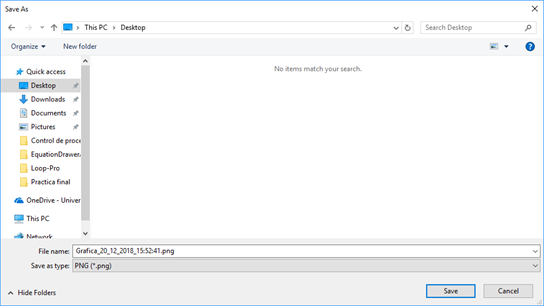 Save As
This PC > Desktop
Search Desktop
Organize
New folder
No items match your search.
Quick access
Desktop
Downloads
Documents
Pictures
Control de proce
EquationDrawer.
Loop-Pro
Practica final
OneDrive - Univer
This PC
Network
File name:
Grafica_20_12_2018_15:52:41.png
Save as type:
PNG (*.png)
Hide Folders
Save
Cancel